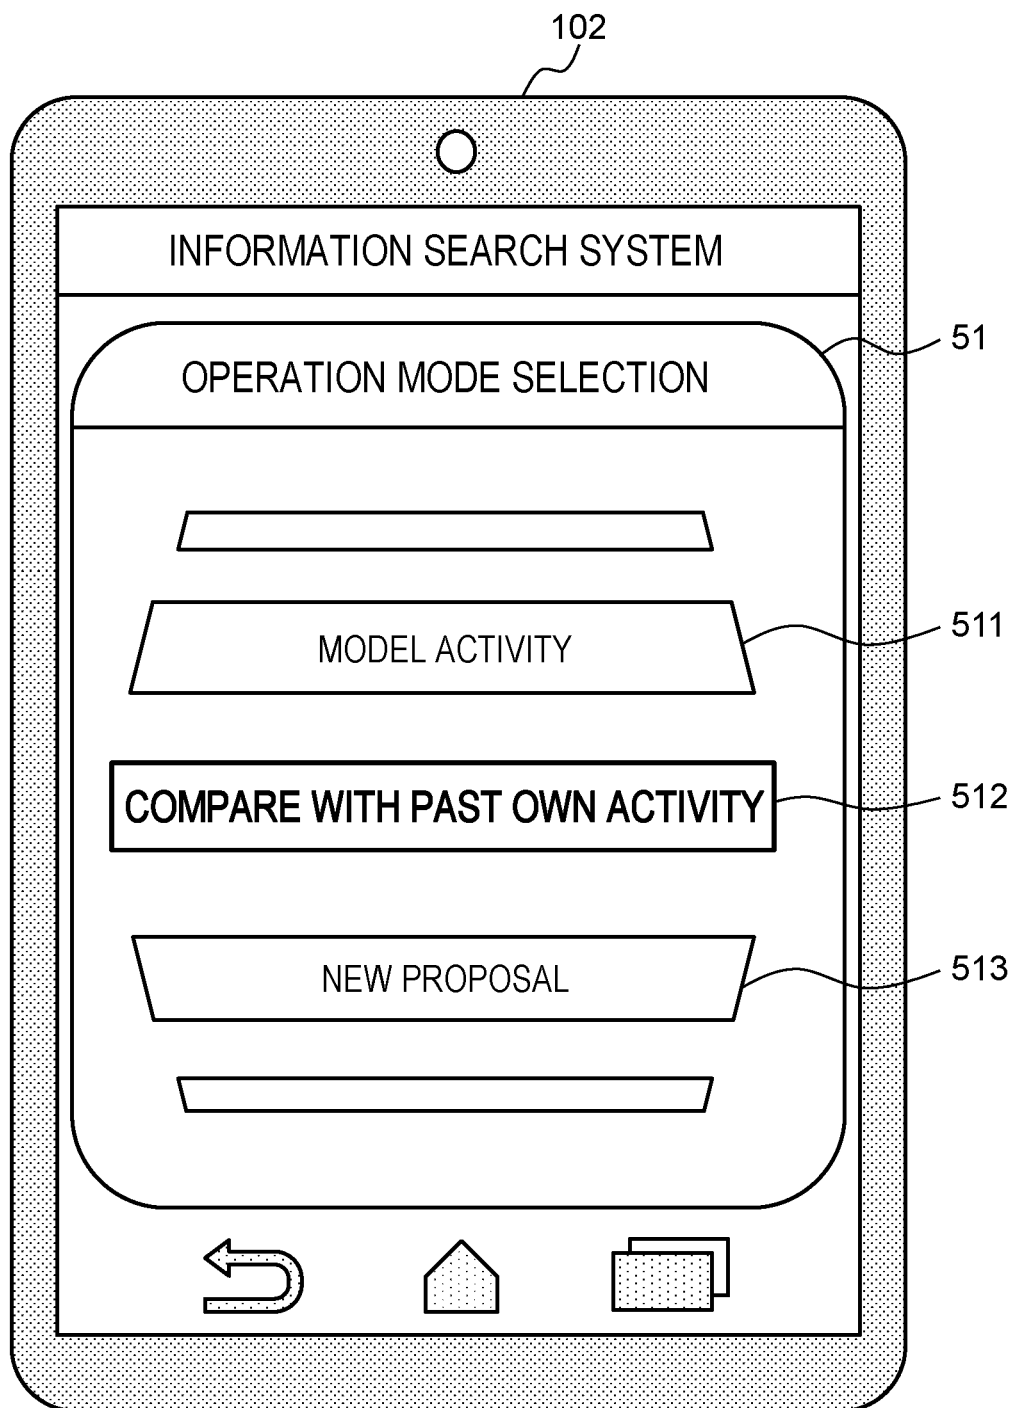 102
INFORMATION SEARCH SYSTEM
51
OPERATION MODE SELECTION
511
MODEL ACTIVITY
512
COMPARE WITH PAST OWN ACTIVITY
513
NEW PROPOSAL